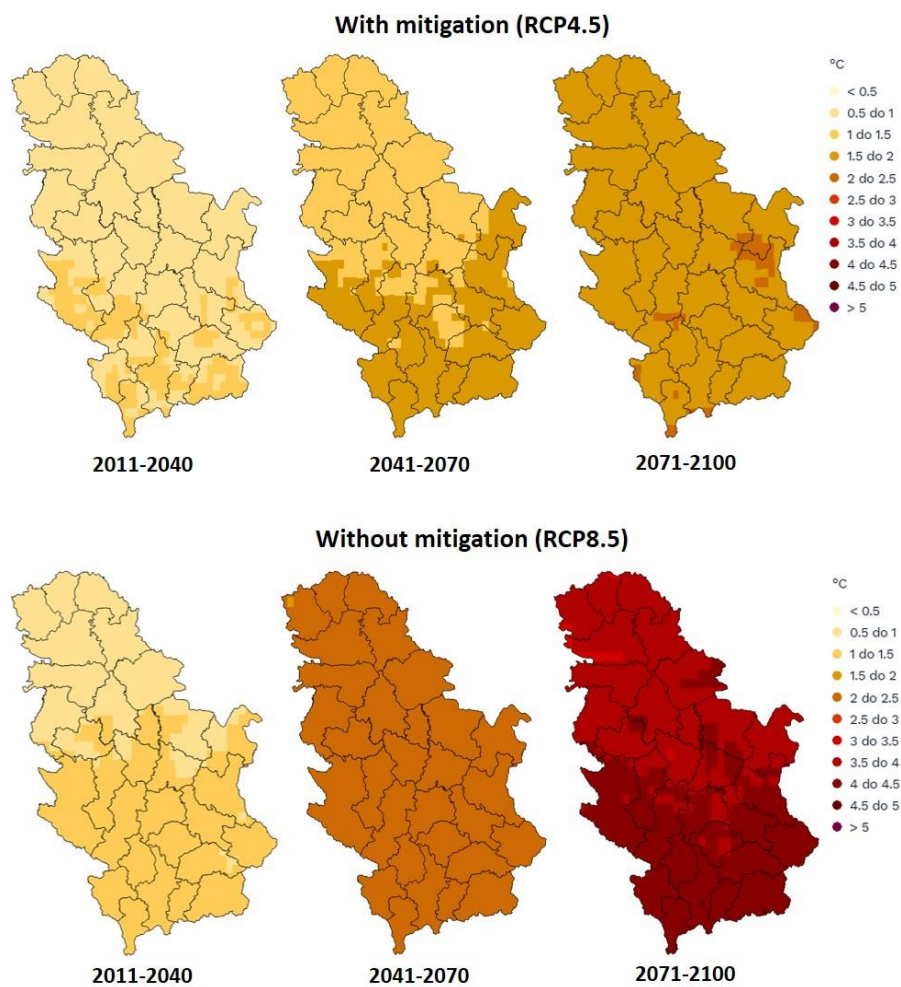 With mitigation (RCP4.5)
°C
< 0.5
0.5 do 1
1 do 1.5
1.5 do 2
2 do 2.5
2.5 do 3
3 do 3.5
3.5 do 4
4 do 4.5
4.5 do 5
> 5
2011-2040
2041-2070
2071-2100
Without mitigation (RCP8.5)
°C
< 0.5
0.5 do 1
1 do 1.5
1.5 do 2
2 do 2.5
2.5 do 3
3 do 3.5
3.5 do 4
4 do 4.5
4.5 do 5
> 5
2011-2040
2041-2070
2071-2100